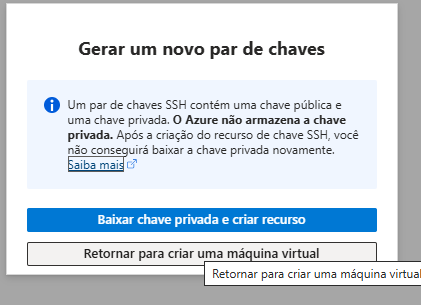 Gerar um novo par de chaves
Um par de chaves SSH contém uma chave pública e
uma chave privada. O Azure não armazena a chave
privada. Após a criação do recurso de chave SSH, você
não conseguirá baixar a chave privada novamente.
Saiba mais
Baixar chave privada e criar recurso
Retornar para criar uma máquina virtual
Retornar para criar uma máquina virtual